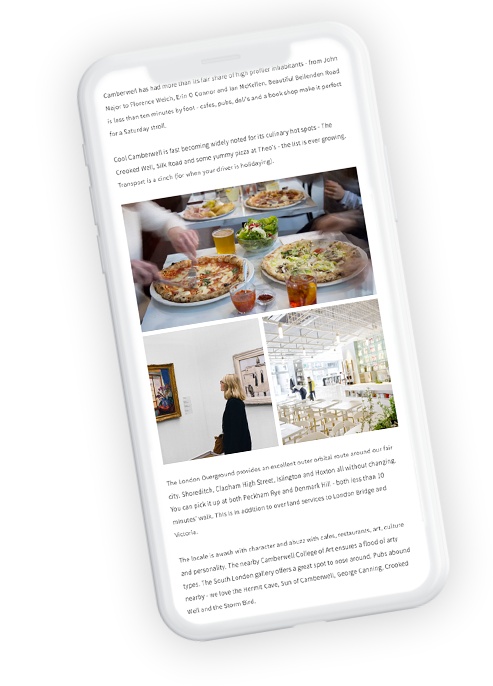 Camberwell has had more than its fair share of high profiler inhabitants - from John
Major to Florence Welch, Erin O Connor and Ian McKellen. Beautiful Bellenden Road
is less than ten minutes by foot - cafes, pubs, deli's and a book shop make it perfect
for a Saturday stroll.
Cool Camberwell is fast becoming widely noted for its culinary hot spots - The
Crooked Well, Silk Road and some yummy pizza at Theo's - the list is ever growing.
Transport is a cinch (for when your driver is holidaying).
The London Overground provides an excellent outer orbital route around our fair
city, Shoreditch, Clapham High Street, Islington and Hoxton all without changing.
You can pick it up at both Peckham Rye and Denmark Hill - both less than 10
minutes' walk. This is in addition to over land services to London Bridge and
Victoria.
The locale is awash with character and abuzz with cafes, restaurants, art, culture
and personality. The nearby Camberwell College of Art ensures a flood of arty
types. The South London gallery offers a great spot to nose around. Pubs abound
nearby - we love the Hermit Cave, Sun of Camberwell, George Canning, Crooked
Well and the Storm Bird.